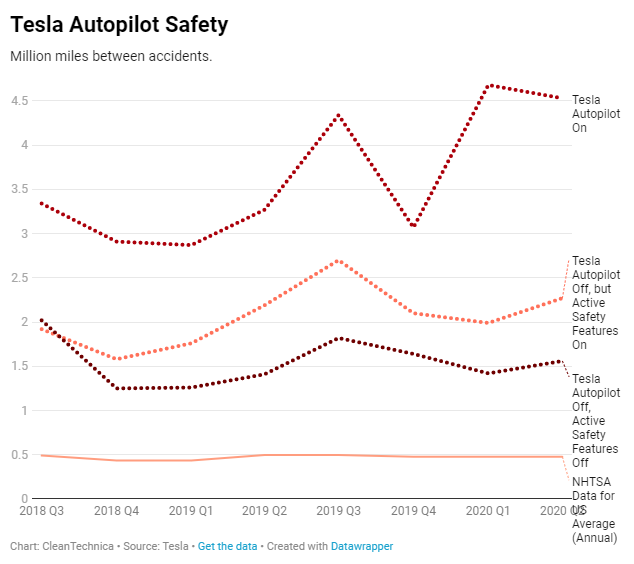 Tesla Autopilot Safety
Million miles between accidents.
4.5
4
3.5
3
2.5
2
1.5
1
0.5
0
2018 Q3
2018 Q4
2019 Q1
2019 Q2
2019 Q3
2019 Q4
2020 Q1
2020 Q2
Tesla
Autopilot
On
Tesla
Autopilot
Off, but
Active
Safety
Features
On
Tesla
Autopilot
Off,
Active
Safety
Features
Off
NHTSA
Data for
US
Average
(Annual)
Chart: CleanTechnica • Source: Tesla • Get the data • Created with Datawrapper